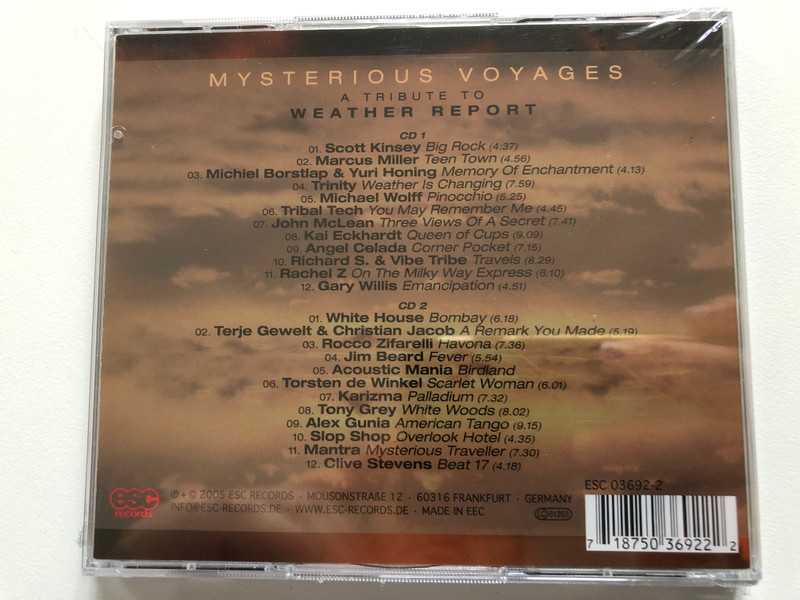 MYSTERIOUS VOYAGES
A TRIBUTE TO
WEATHER REPORT
CD 1
01. Scott Kinsey Big Rock (4:37)
02. Marcus Miller Teen Town (4.56)
03. Michiel Borstlap & Yuri Honing Memory Of Enchantment (4.13)
04. Trinity Weather Is Changing (7.59)
05. Michael Wolff Pinocchio (5.25)
06. Tribal Tech You May Remember Me (4.45)
07. John McLean Three Views Of A Secret (7.41)
08. Kai Eckhardt Queen of Cups (9.09)
09. Angel Celada Corner Pocket (7.15)
10. Richard S. & Vibe Tribe Travels (8.29)
11. Rachel Z On The Milky Way Express (6.10)
12. Gary Willis Emancipation (4.51)
CD 2
01. White House Bombay (6.18)
02. Terje Gewelt & Christian Jacob A Remark You Made (5.19)
03. Rocco Zifarelli Havona (7.36)
04. Jim Beard Fever (5.54)
05. Acoustic Mania Birdland
06. Torsten de Winkel Scarlet Woman (6.01)
07. Karizma Palladium (7.32)
08. Tony Grey White Woods (8.02)
09. Alex Gunia American Tango (9.15)
10. Slop Shop Overlook Hotel (4.35)
11. Mantra Mysterious Traveller (7.30)
12. Clive Stevens Beat 17 (4.18)
esc
records
℗ + © 2005 ESC RECORDS · MOUSONSTRAßE 12 · 60316 FRANKFURT · GERMANY
INFO@ESC-RECORDS.DE · WWW.ESC-RECORDS.DE · MADE IN EEC
ESC 03692-2
7 18750 36922 2